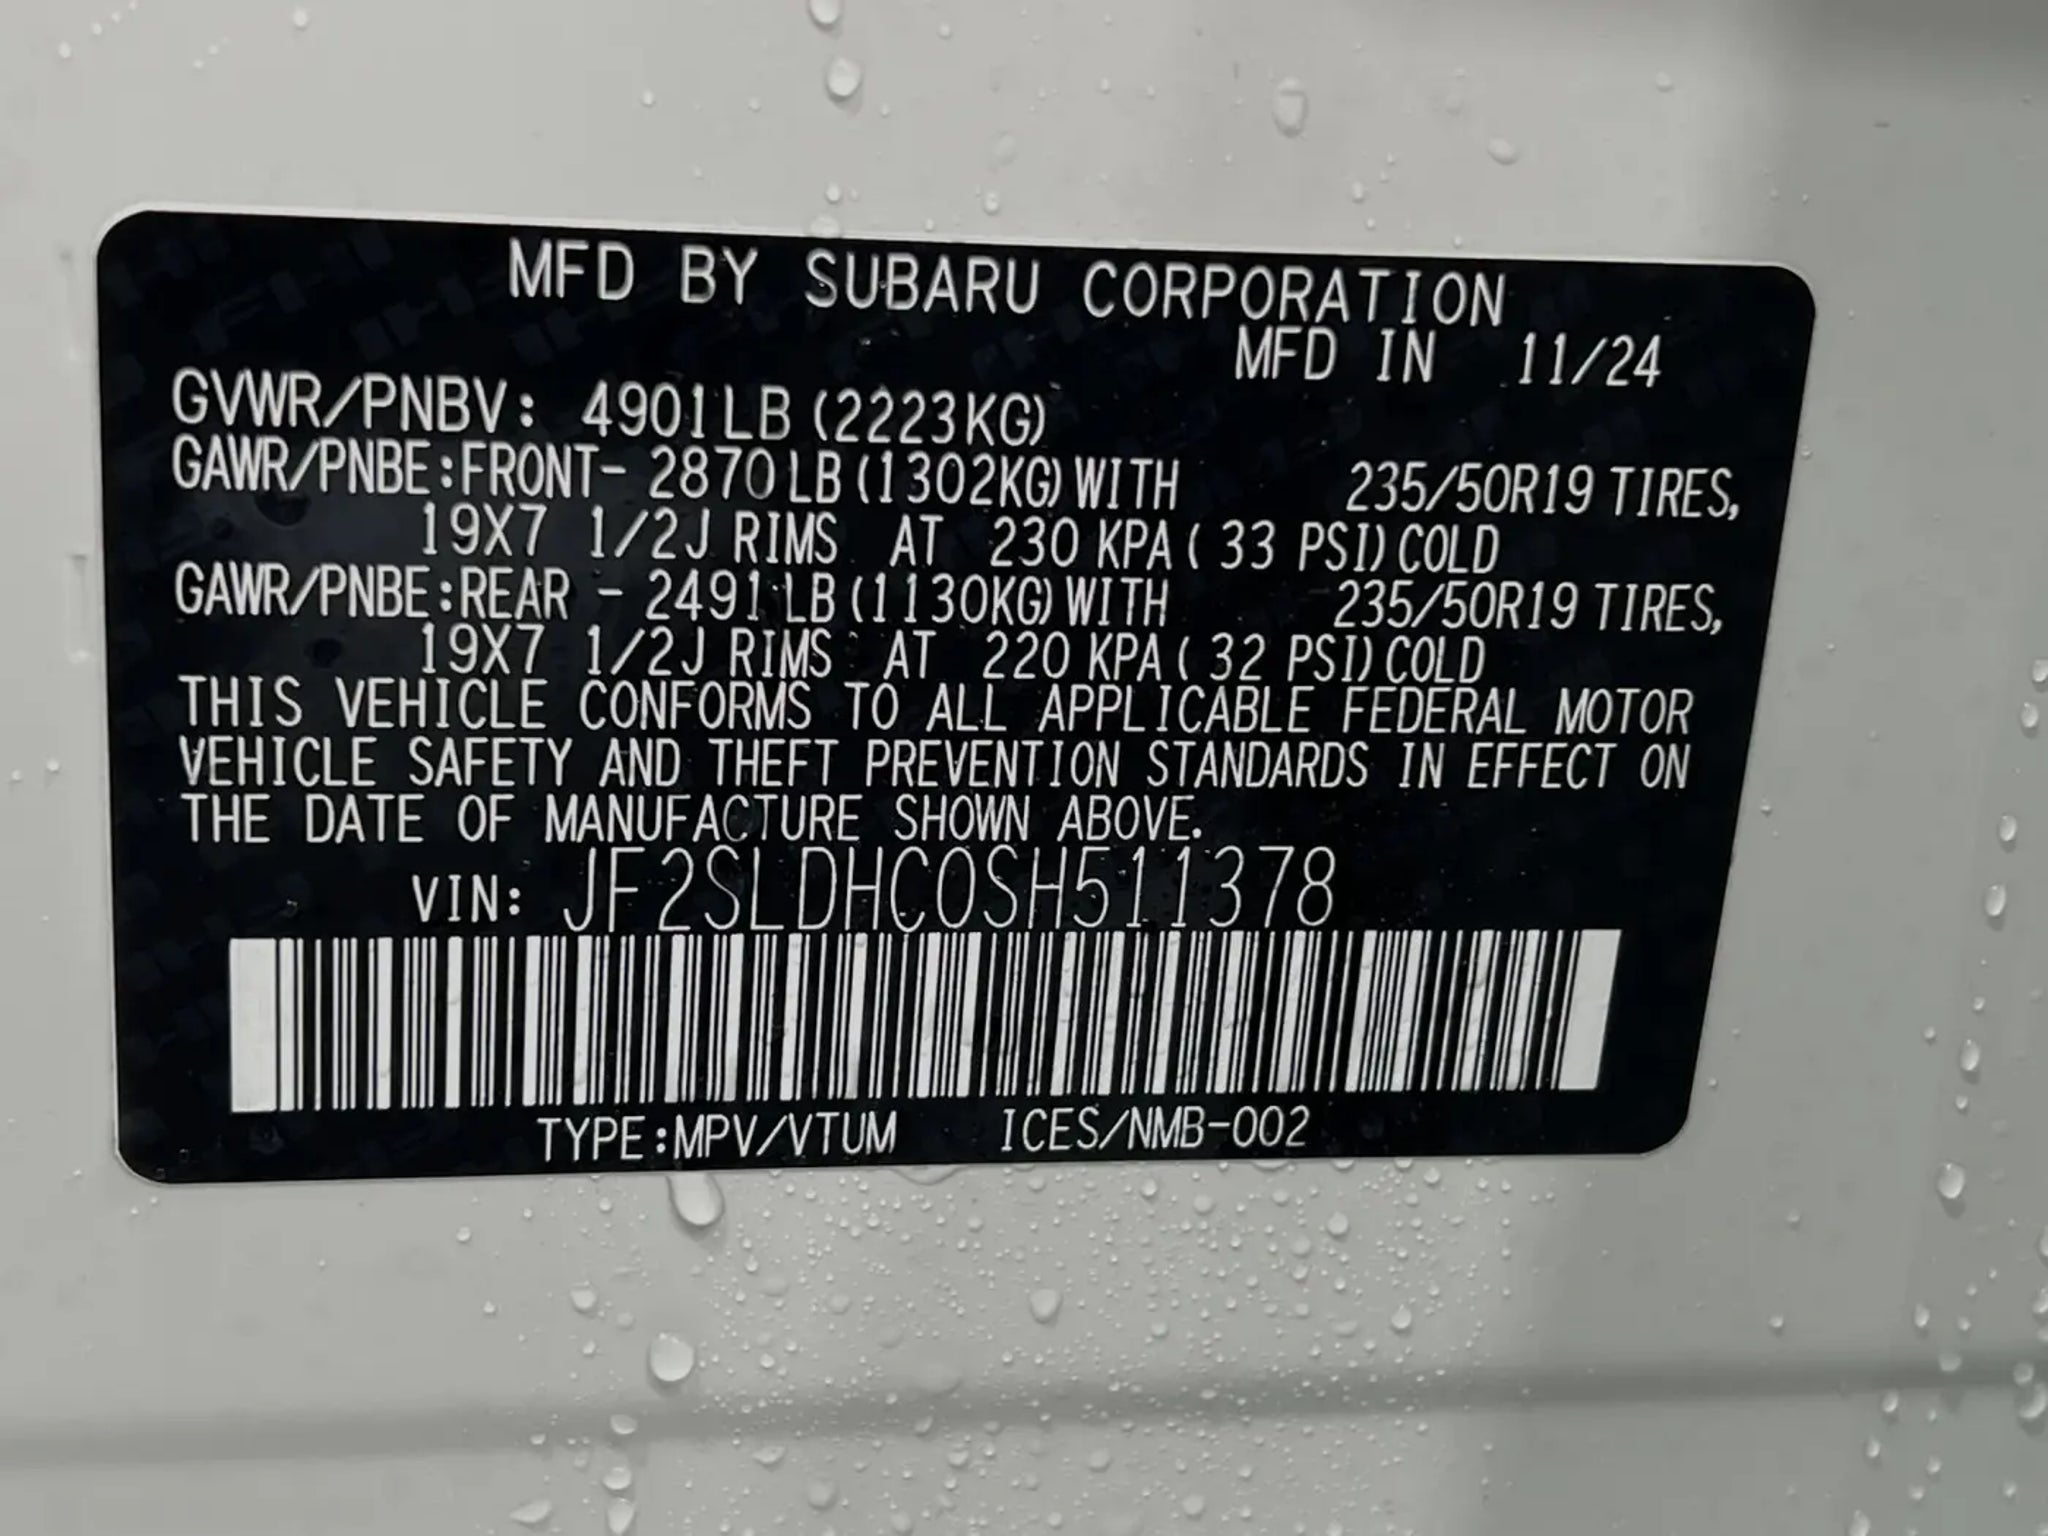 MFD BY SUBARU CORPORATION
MFD IN 11/24
GVWR/PNBV: 4901LB (2223KG)
GAWR/PNBE:FRONT- 2870LB(1302KG)WITH 235/50R19 TIRES,
19X7 1/2J RIMS AT 230 KPA( 33 PSI)COLD
GAWR/PNBE:REAR - 2491LB(1130KG)WITH 235/50R19 TIRES,
19X7 1/2J RIMS AT 220 KPA( 32 PSI)COLD
THIS VEHICLE CONFORMS TO ALL APPLICABLE FEDERAL MOTOR
VEHICLE SAFETY AND THEFT PREVENTION STANDARDS IN EFFECT ON
THE DATE OF MANUFACTURE SHOWN ABOVE.
VIN: JF2SLDHC0SH511378
TYPE:MPV/VTUM ICES/NMB-002